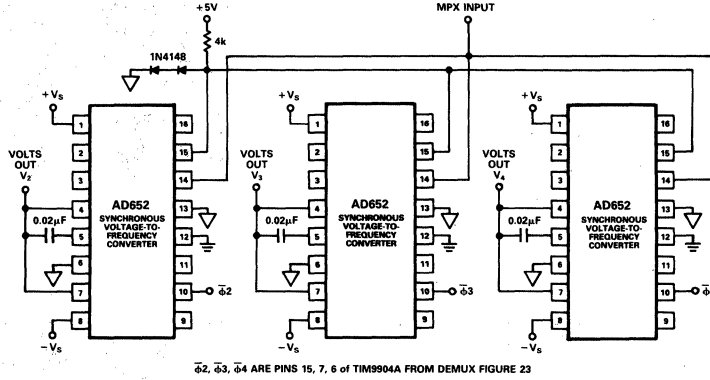 +5V
MPX INPUT
4k
1N4148
+VS
VOLTS
OUT
V2
0.02µF
−VS
1
2
3
4
5
6
7
8
16
15
14
13
12
11
10
9
AD652
SYNCHRONOUS
VOLTAGE-TO-
FREQUENCY
CONVERTER
φ̅2
+VS
VOLTS
OUT
V3
0.02µF
−VS
1
2
3
4
5
6
7
8
16
15
14
13
12
11
10
9
AD652
SYNCHRONOUS
VOLTAGE-TO-
FREQUENCY
CONVERTER
φ̅3
+VS
VOLTS
OUT
V4
0.02µF
−VS
1
2
3
4
5
6
7
8
16
15
14
13
12
11
10
9
AD652
SYNCHRONOUS
VOLTAGE-TO-
FREQUENCY
CONVERTER
φ̅
φ̅2, φ̅3, φ̅4 ARE PINS 15, 7, 6 of TIM9904A FROM DEMUX FIGURE 23